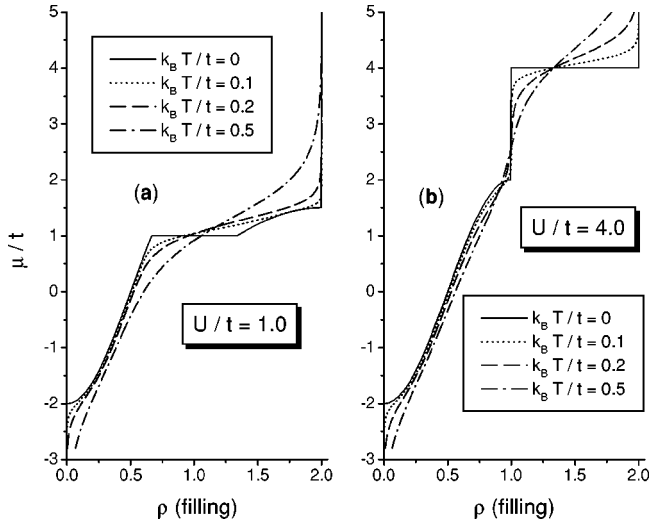 k_B T / t = 0
k_B T / t = 0.1
k_B T / t = 0.2
k_B T / t = 0.5
(a)
U / t = 1.0
μ / t
5
4
3
2
1
0
-1
-2
-3
0.0 0.5 1.0 1.5 2.0
ρ (filling)
(b)
U / t = 4.0
k_B T / t = 0
k_B T / t = 0.1
k_B T / t = 0.2
k_B T / t = 0.5
5
4
3
2
1
0
-1
-2
-3
0.0 0.5 1.0 1.5 2.0
ρ (filling)